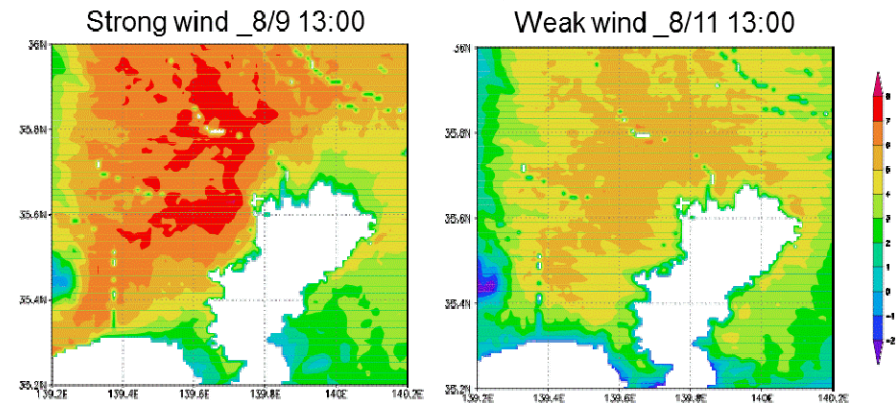 Strong wind _8/9 13:00
Weak wind _8/11 13:00
36N
35.8N
35.6N
35.4N
35.2N
139.2E 139.4E 139.6E 139.8E 140E 140.2E
36N
35.8N
35.6N
35.4N
35.2N
139.2E 139.4E 139.6E 139.8E 140E 140.2E
8
7
6
5
4
3
2
1
0
-1
-2